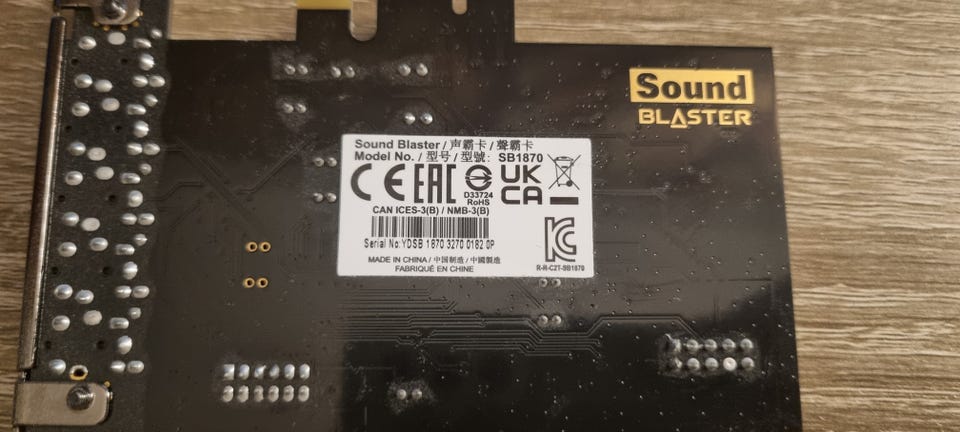 Sound
BLASTER
Sound Blaster / 声霸卡 / 聲霸卡
Model No. / 型号 / 型號: SB1870
CE EAC D33724 RoHS UK CA
CAN ICES-3(B) / NMB-3(B)
Serial No: YDSB 1870 3270 0182 0P
MADE IN CHINA / 中国制造 / 中國製造
FABRIQUÉ EN CHINE
KC
R-R-C2T-SB1870